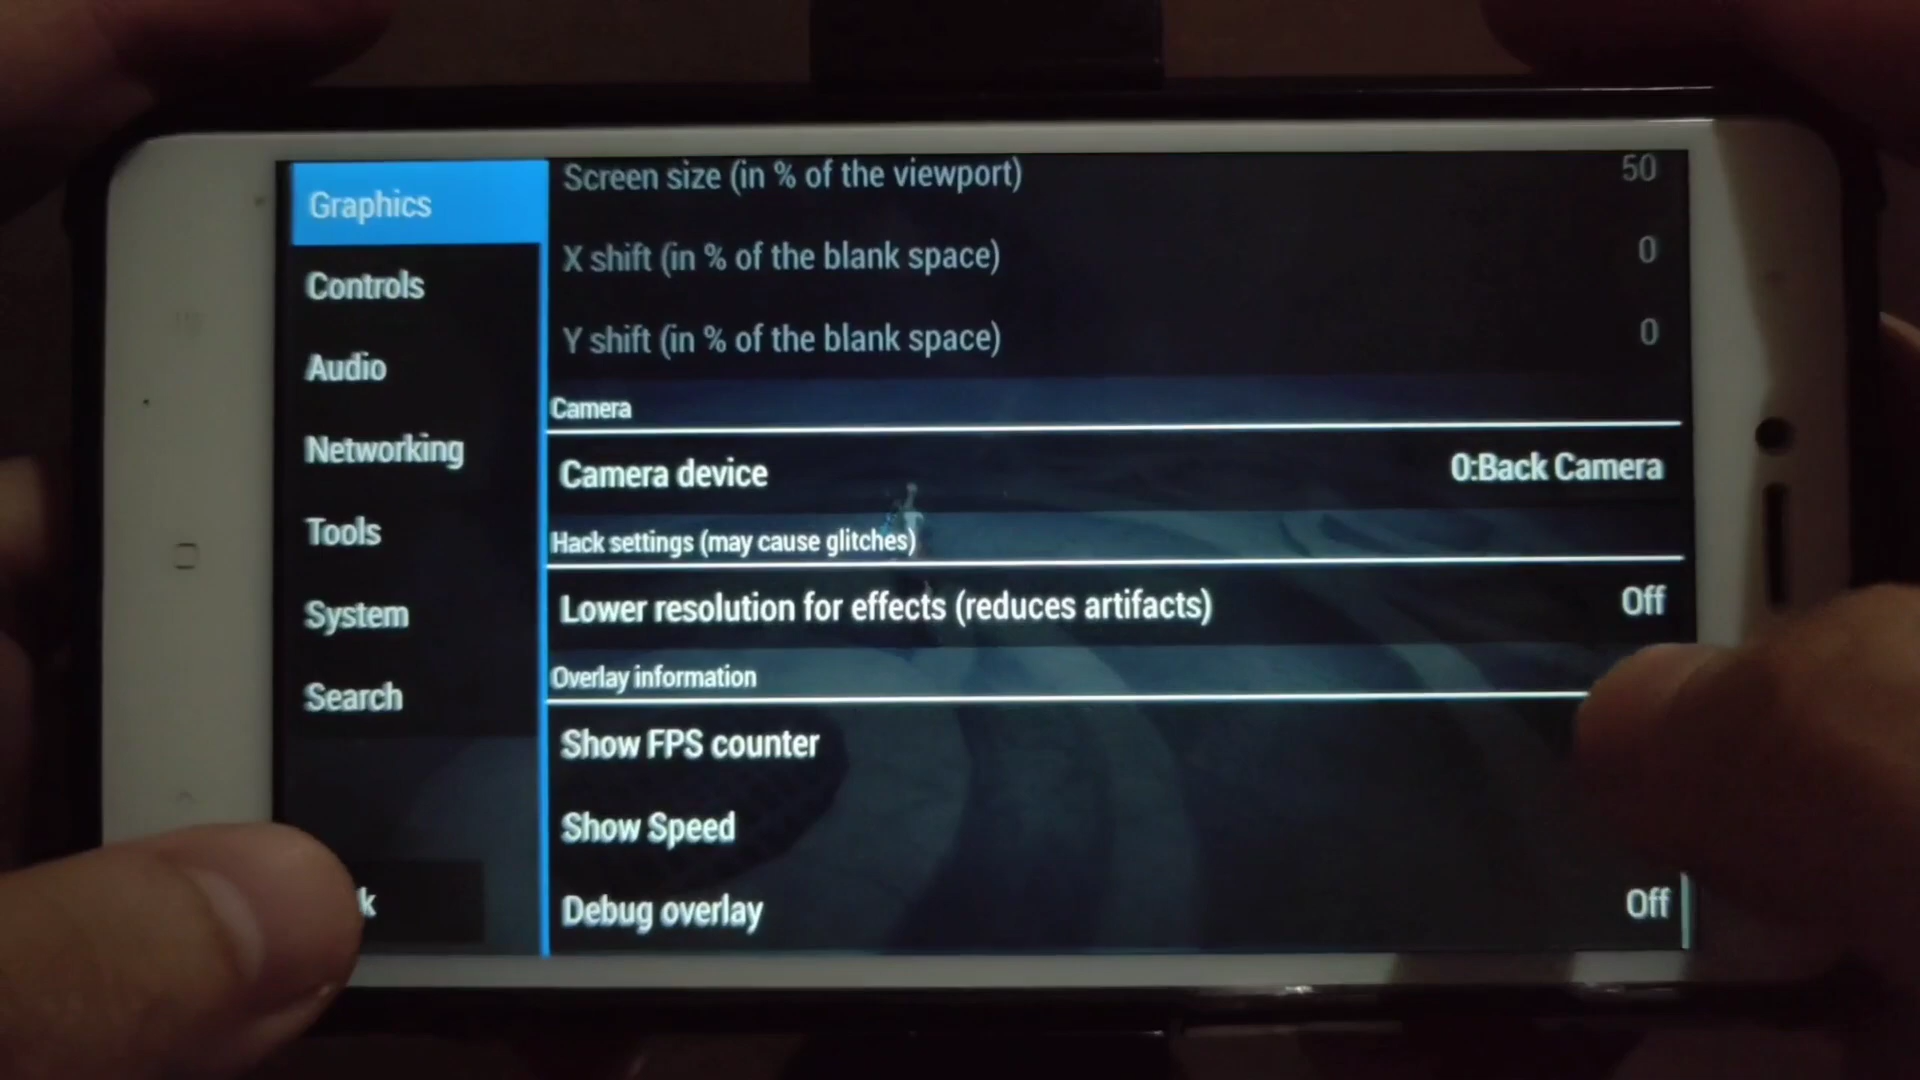 Graphics
Controls
Audio
Networking
Tools
System
Search
k
Screen size (in % of the viewport) 50
X shift (in % of the blank space) 0
Y shift (in % of the blank space) 0
Camera
Camera device 0:Back Camera
Hack settings (may cause glitches)
Lower resolution for effects (reduces artifacts) Off
Overlay information
Show FPS counter
Show Speed
Debug overlay Off